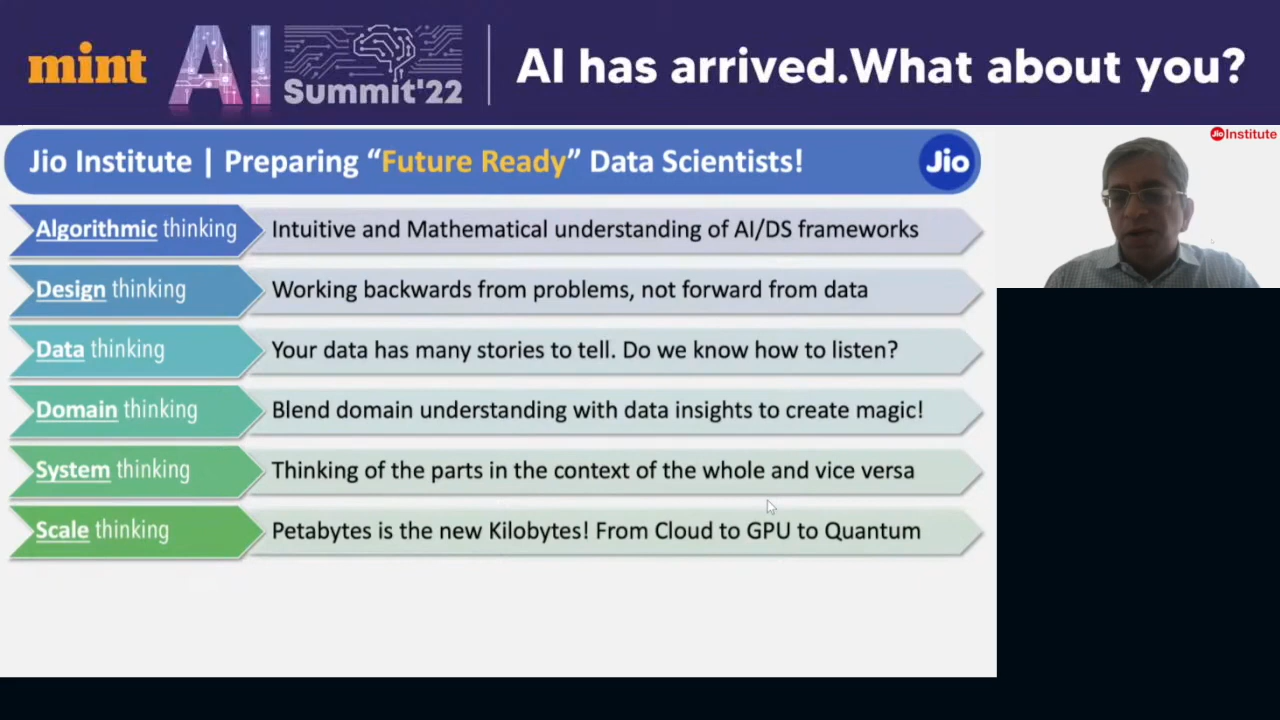 mint AI Summit'22 AI has arrived.What about you?
Jio Institute | Preparing “Future Ready” Data Scientists! Jio
Jio Institute
Algorithmic thinking Intuitive and Mathematical understanding of AI/DS frameworks
Design thinking Working backwards from problems, not forward from data
Data thinking Your data has many stories to tell. Do we know how to listen?
Domain thinking Blend domain understanding with data insights to create magic!
System thinking Thinking of the parts in the context of the whole and vice versa
Scale thinking Petabytes is the new Kilobytes! From Cloud to GPU to Quantum